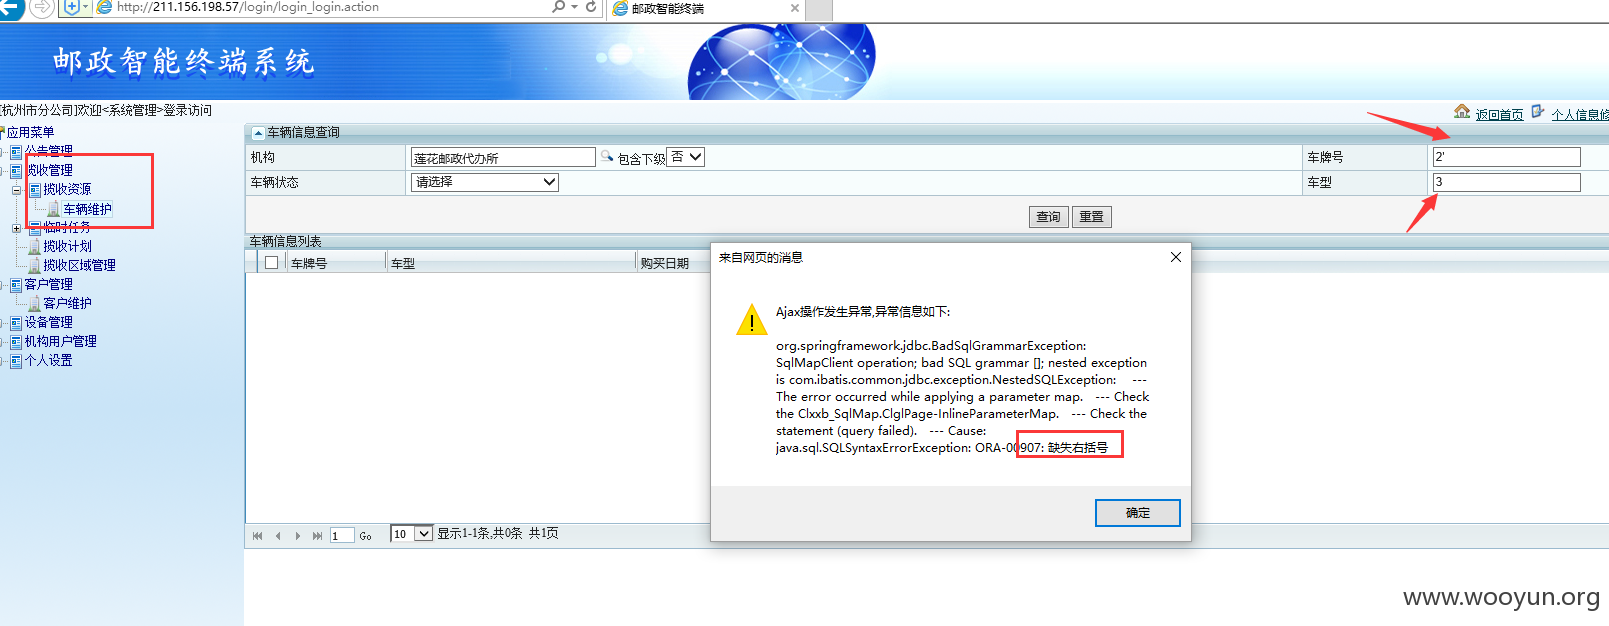 http://211.156.198.57/login/login_login.action
邮政智能终端
邮政智能终端系统
[杭州市分公司]欢迎<系统管理>登录访问
返回首页
个人信息修
应用菜单
公告管理
揽收管理
揽收资源
车辆维护
临时任务
揽收计划
揽收区域管理
客户管理
客户维护
设备管理
机构用户管理
个人设置
车辆信息查询
机构
莲花邮政代办所
包含下级
否
车牌号
2'
车辆状态
请选择
车型
3
查询
重置
车辆信息列表
车牌号
车型
购买日期
来自网页的消息
Ajax操作发生异常,异常信息如下:
org.springframework.jdbc.BadSqlGrammarException:
SqlMapClient operation; bad SQL grammar []; nested exception
is com.ibatis.common.jdbc.exception.NestedSQLException: ---
The error occurred while applying a parameter map. --- Check
the Clxxb_SqlMap.ClglPage-InlineParameterMap. --- Check the
statement (query failed). --- Cause:
java.sql.SQLSyntaxErrorException: ORA-00907: 缺失右括号
确定
1
Go
10
显示1-1条,共0条 共1页
www.wooyun.org